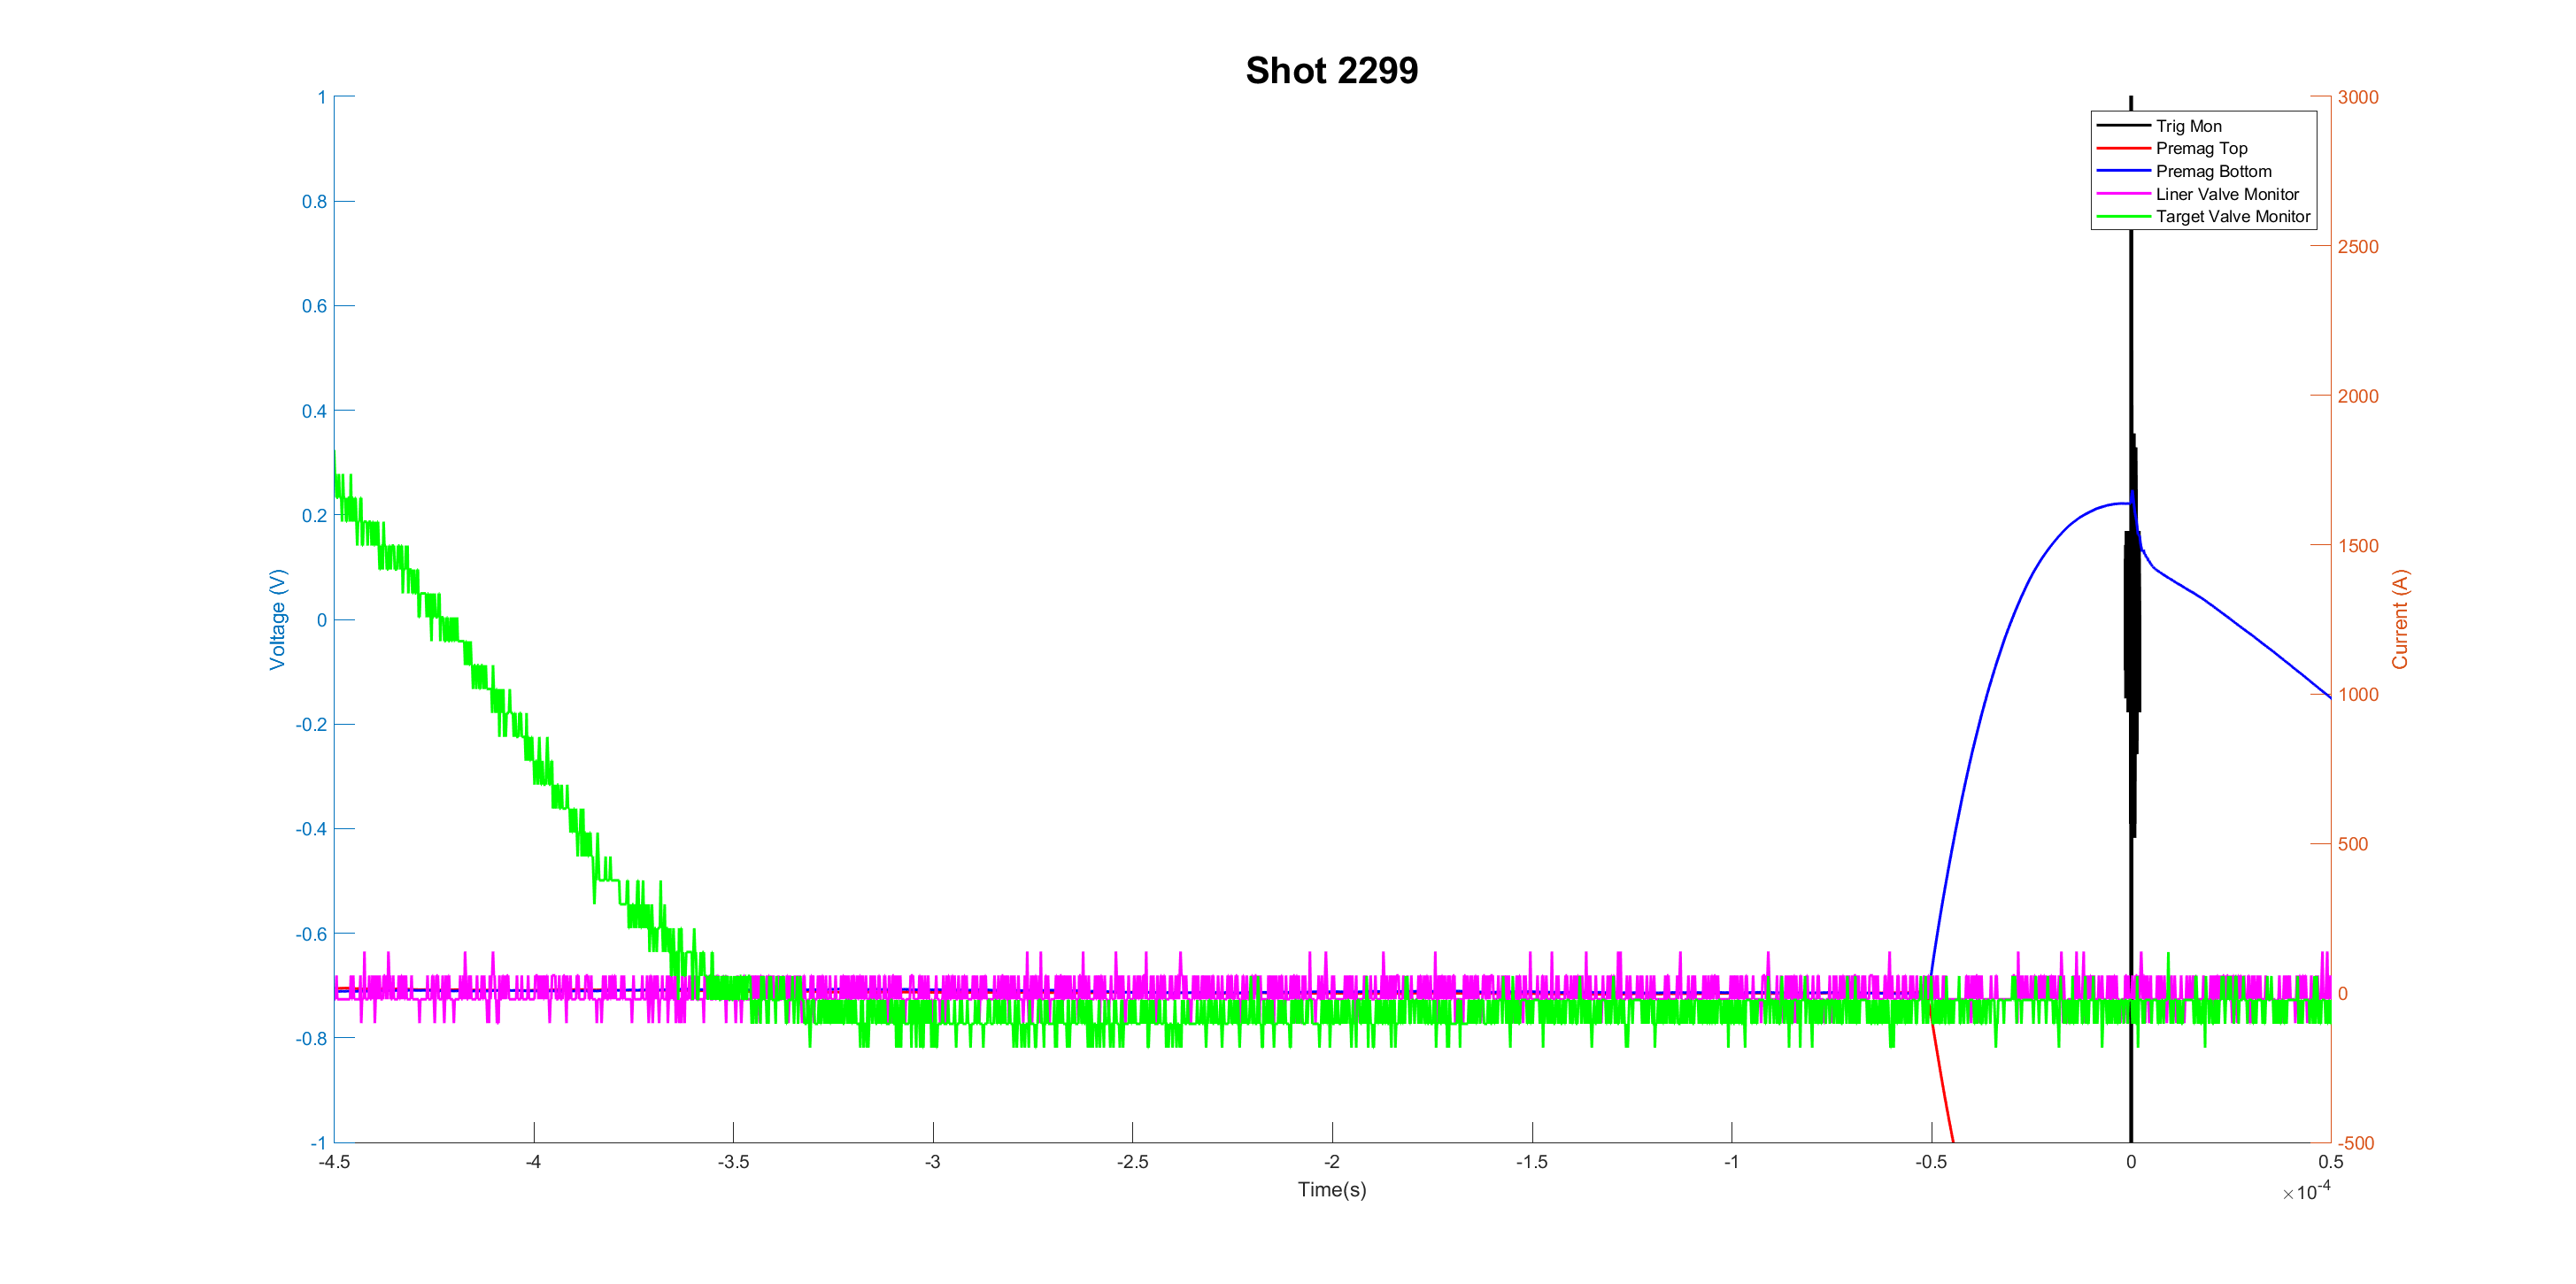 Shot 2299
1
0.8
0.6
0.4
0.2
0
-0.2
-0.4
-0.6
-0.8
-1
Voltage (V)
3000
2500
2000
1500
1000
500
0
-500
Current (A)
Trig Mon
Premag Top
Premag Bottom
Liner Valve Monitor
Target Valve Monitor
-4.5 -4 -3.5 -3 -2.5 -2 -1.5 -1 -0.5 0 0.5
Time(s)
×10⁻⁴